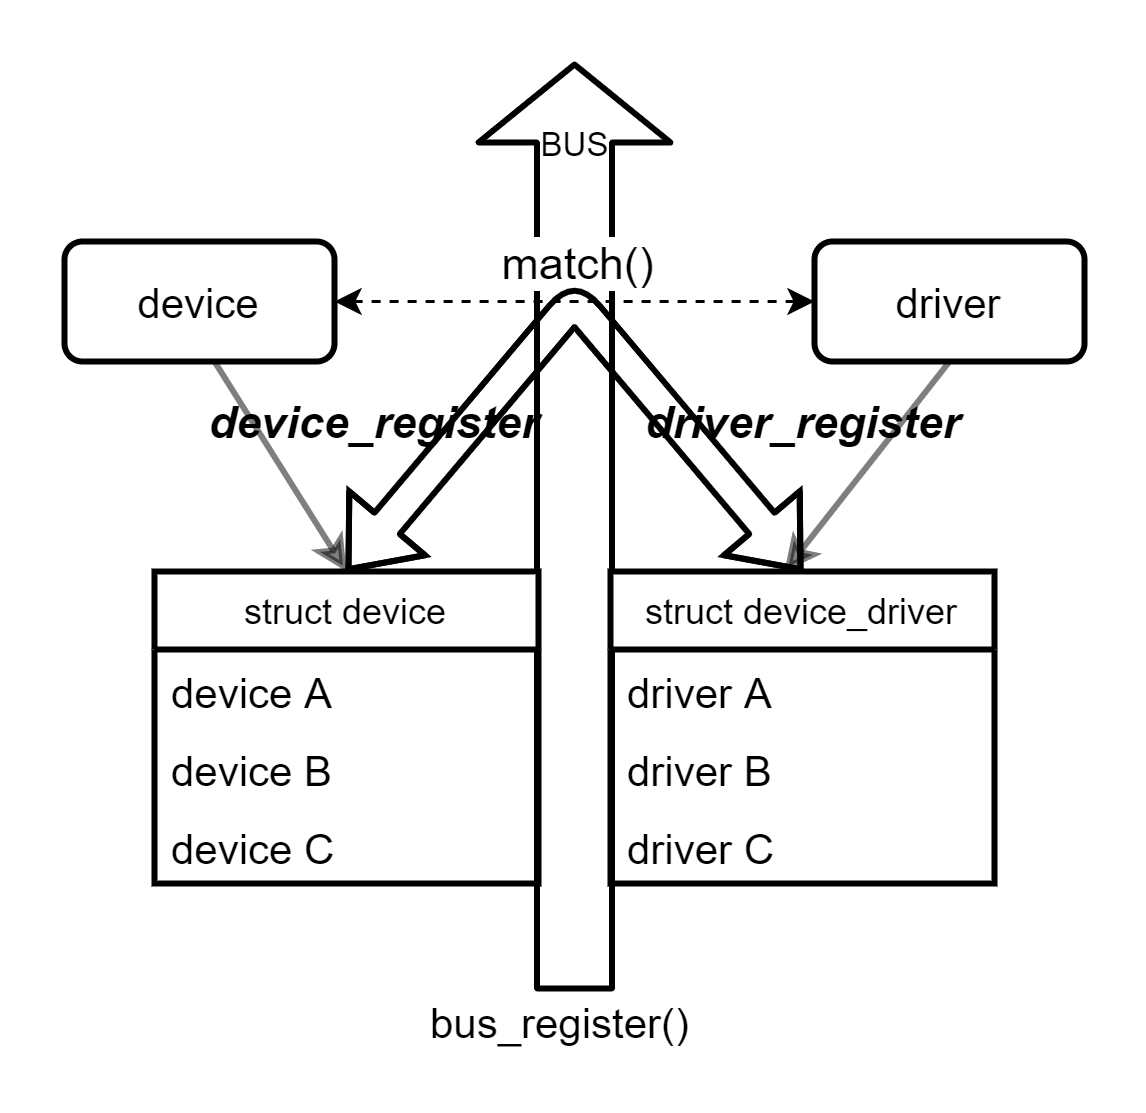 BUS
match()
device
driver
device_register
driver_register
struct device
struct device_driver
device A
driver A
device B
driver B
device C
driver C
bus_register()